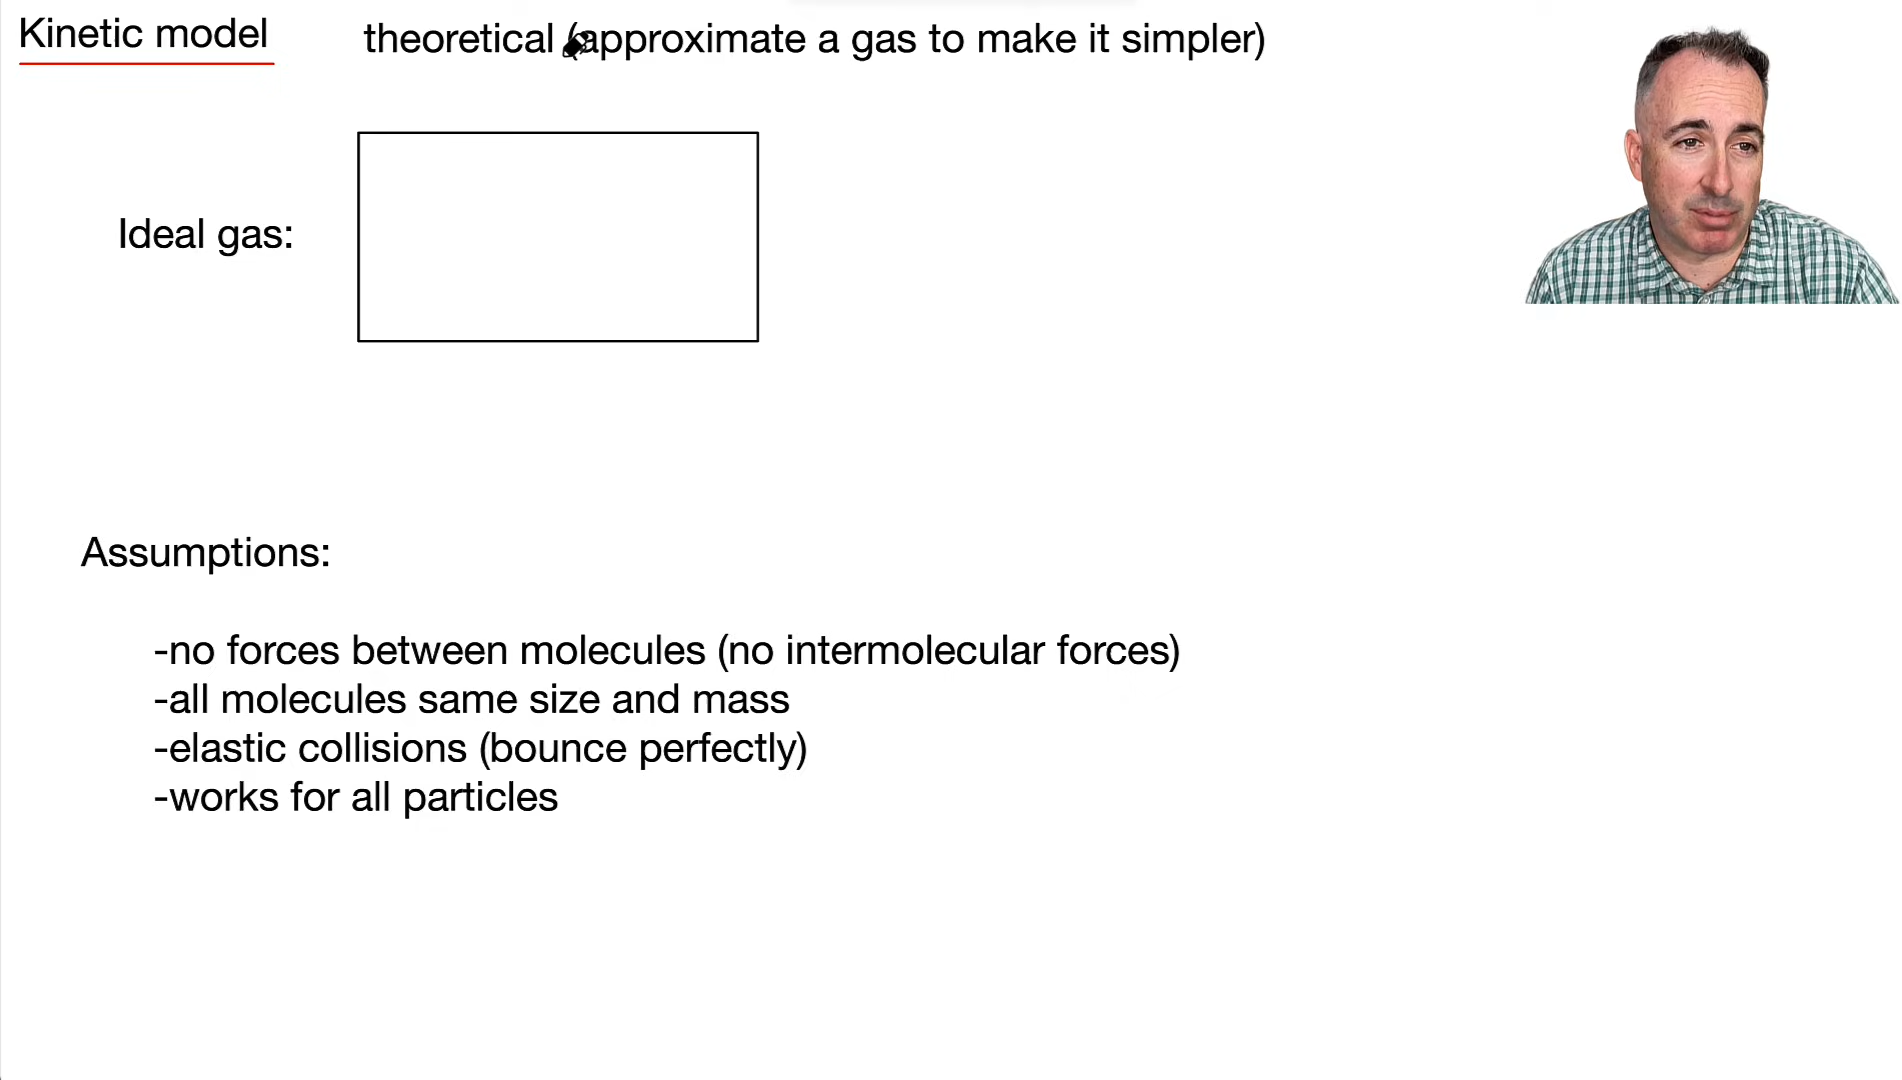 Kinetic model
theoretical (approximate a gas to make it simpler)
Ideal gas:
Assumptions:
-no forces between molecules (no intermolecular forces)
-all molecules same size and mass
-elastic collisions (bounce perfectly)
-works for all particles